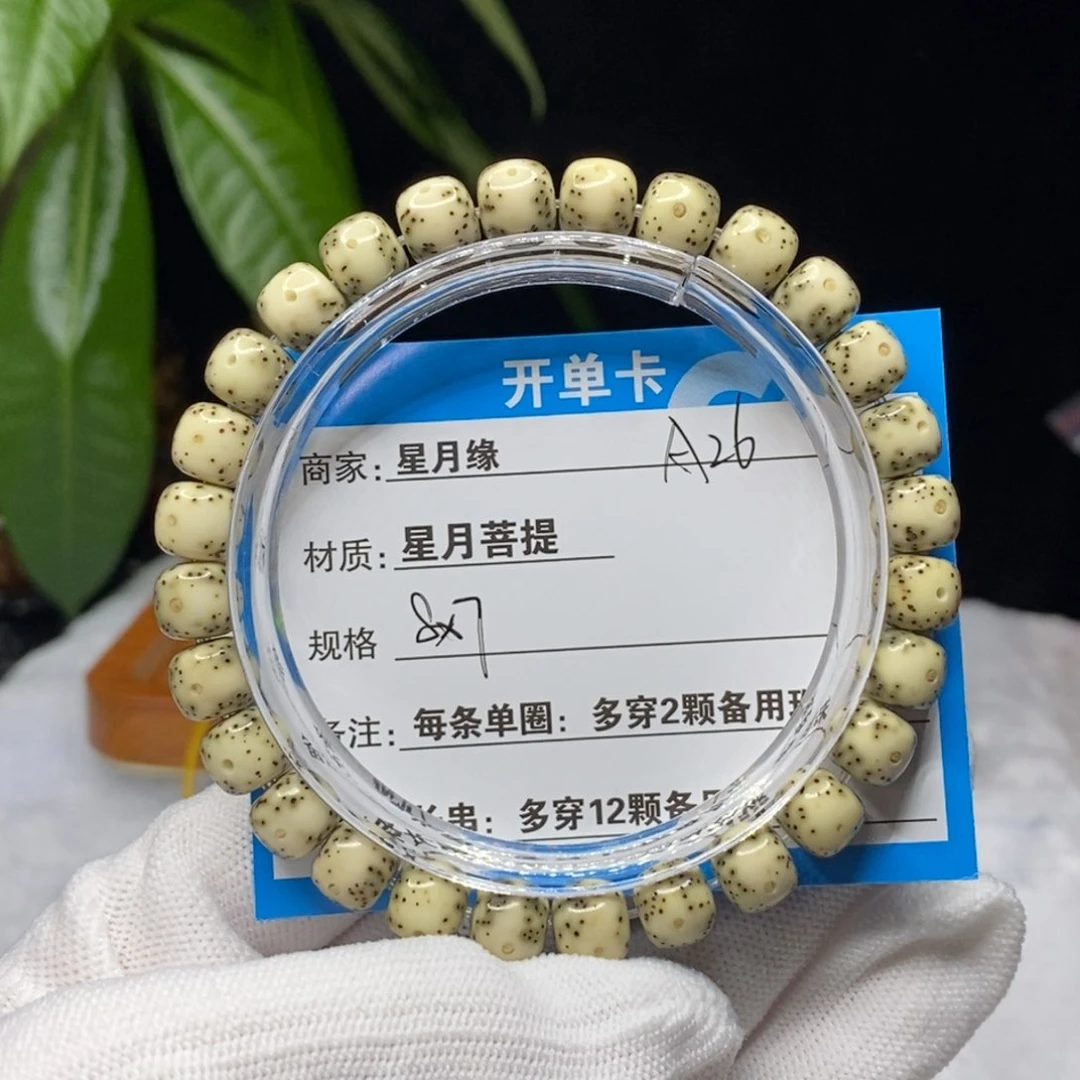 开单卡
商家：星月缘 A26
材质：星月菩提
规格 8x7
备注：每条单圈：多穿2颗备用
串：多穿12颗备